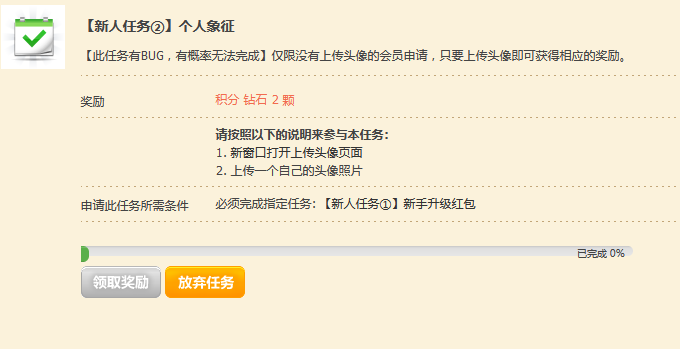 【新人任务②】个人象征
【此任务有BUG，有概率无法完成】仅限没有上传头像的会员申请，只要上传头像即可获得相应的奖励。
奖励 积分 钻石 2 颗
请按照以下的说明来参与本任务：
1. 新窗口打开上传头像页面
2. 上传一个自己的头像照片
申请此任务所需条件 必须完成指定任务：【新人任务①】新手升级红包
已完成 0%
领取奖励 放弃任务